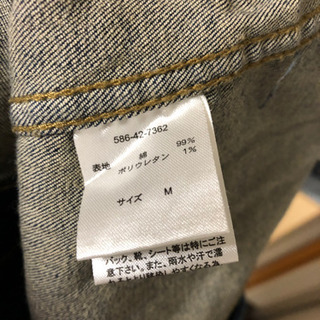 586-42-7362
表地 綿 99%
ポリウレタン 1%
サイズ M
バック、靴、シート等は特にご注
意下さい。また、雨水や汗で濡